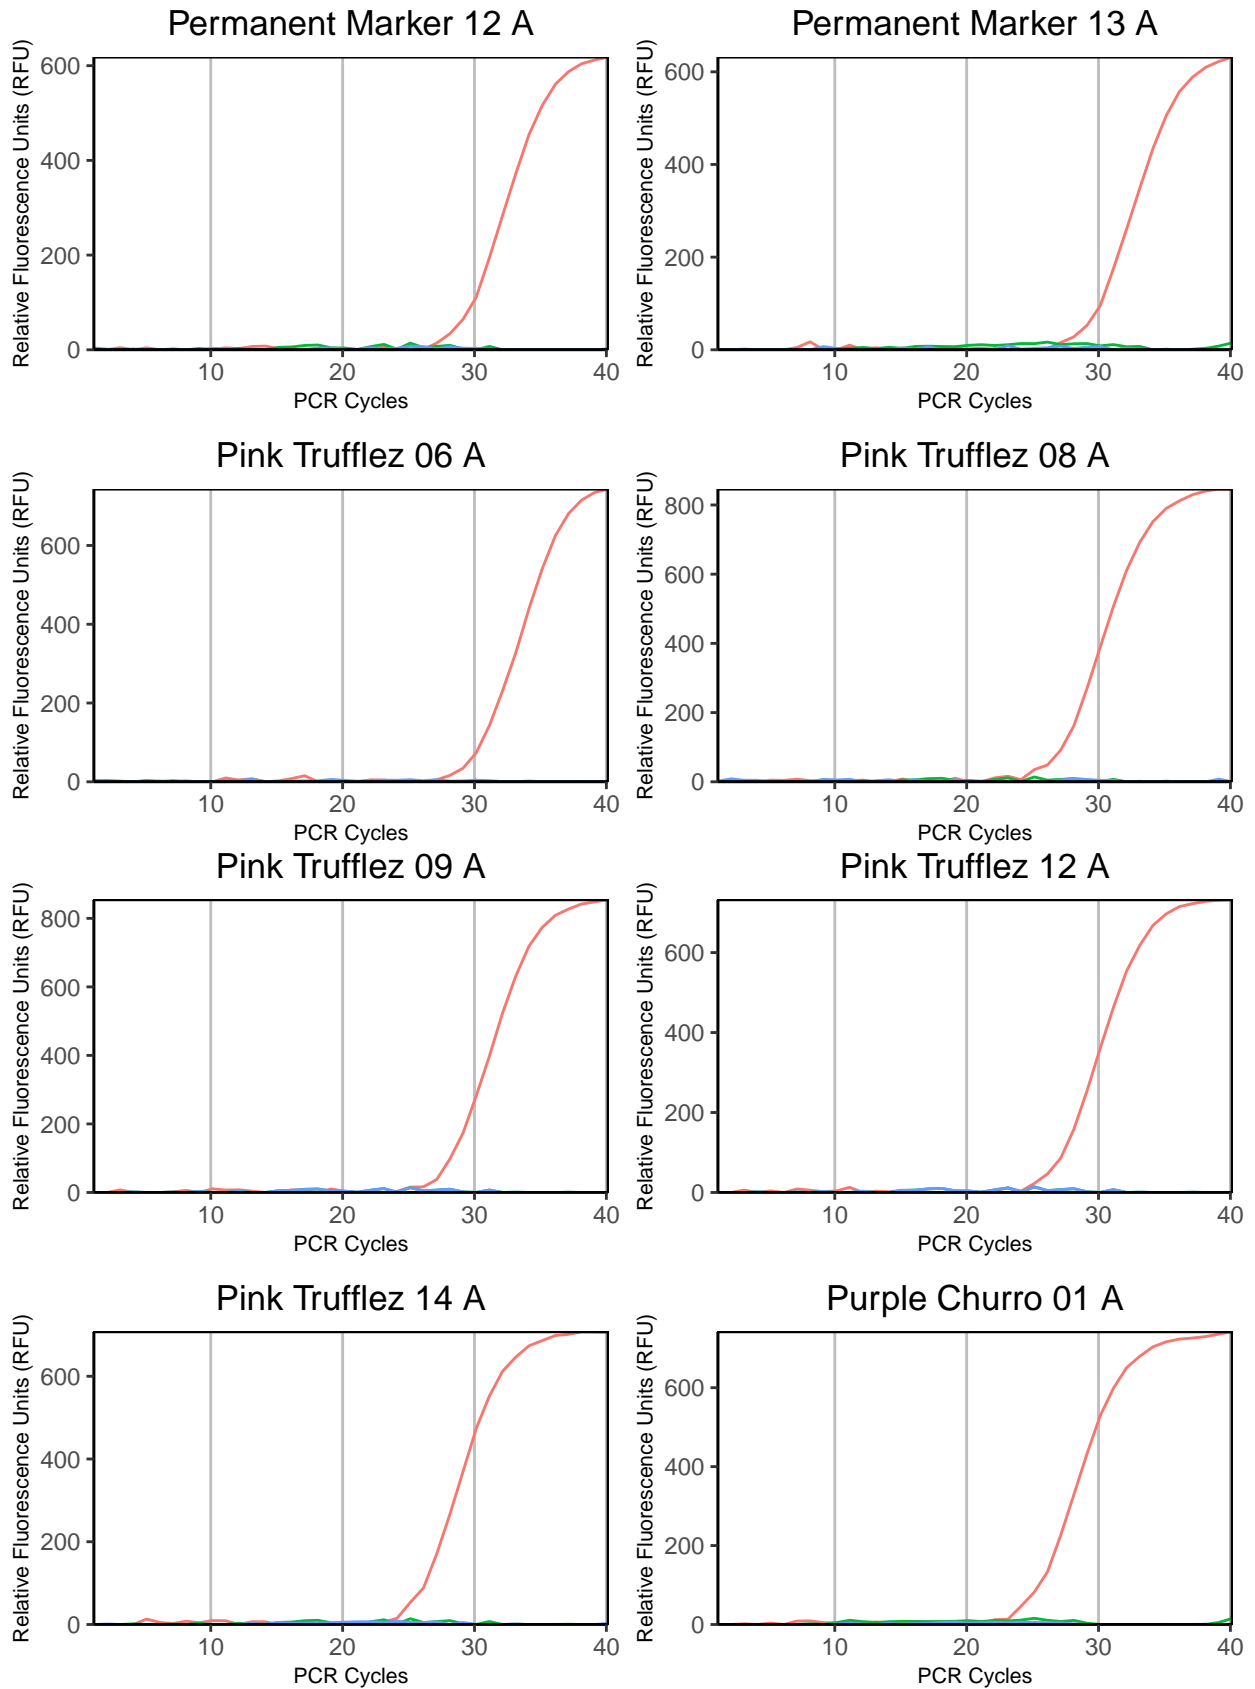 Permanent Marker 12 A
Relative Fluorescence Units (RFU)
600
400
200
0
10 20 30 40
PCR Cycles
Permanent Marker 13 A
Relative Fluorescence Units (RFU)
600
400
200
0
10 20 30 40
PCR Cycles
Pink Trufflez 06 A
Relative Fluorescence Units (RFU)
600
400
200
0
10 20 30 40
PCR Cycles
Pink Trufflez 08 A
Relative Fluorescence Units (RFU)
800
600
400
200
0
10 20 30 40
PCR Cycles
Pink Trufflez 09 A
Relative Fluorescence Units (RFU)
800
600
400
200
0
10 20 30 40
PCR Cycles
Pink Trufflez 12 A
Relative Fluorescence Units (RFU)
600
400
200
0
10 20 30 40
PCR Cycles
Pink Trufflez 14 A
Relative Fluorescence Units (RFU)
600
400
200
0
10 20 30 40
PCR Cycles
Purple Churro 01 A
Relative Fluorescence Units (RFU)
600
400
200
0
10 20 30 40
PCR Cycles